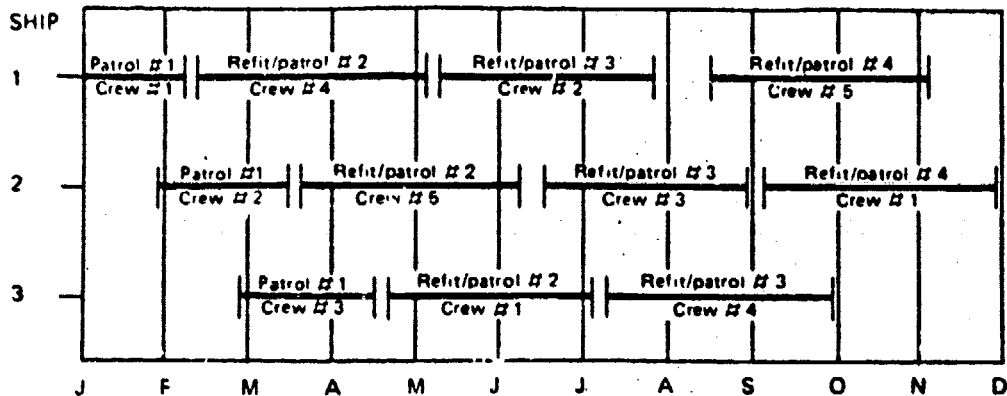 SHIP
Patrol # 1 Refit/patrol # 2 Refit/patrol # 3 Refit/patrol # 4
1
Crew # 1 Crew # 4 Crew # 2 Crew # 5
Patrol # 1 Refit/patrol # 2 Refit/patrol # 3 Refit/patrol # 4
2
Crew # 2 Crew # 5 Crew # 3 Crew # 1
Patrol # 1 Refit/patrol # 2 Refit/patrol # 3
3
Crew # 3 Crew # 1 Crew # 4
J F M A M J J A S O N D